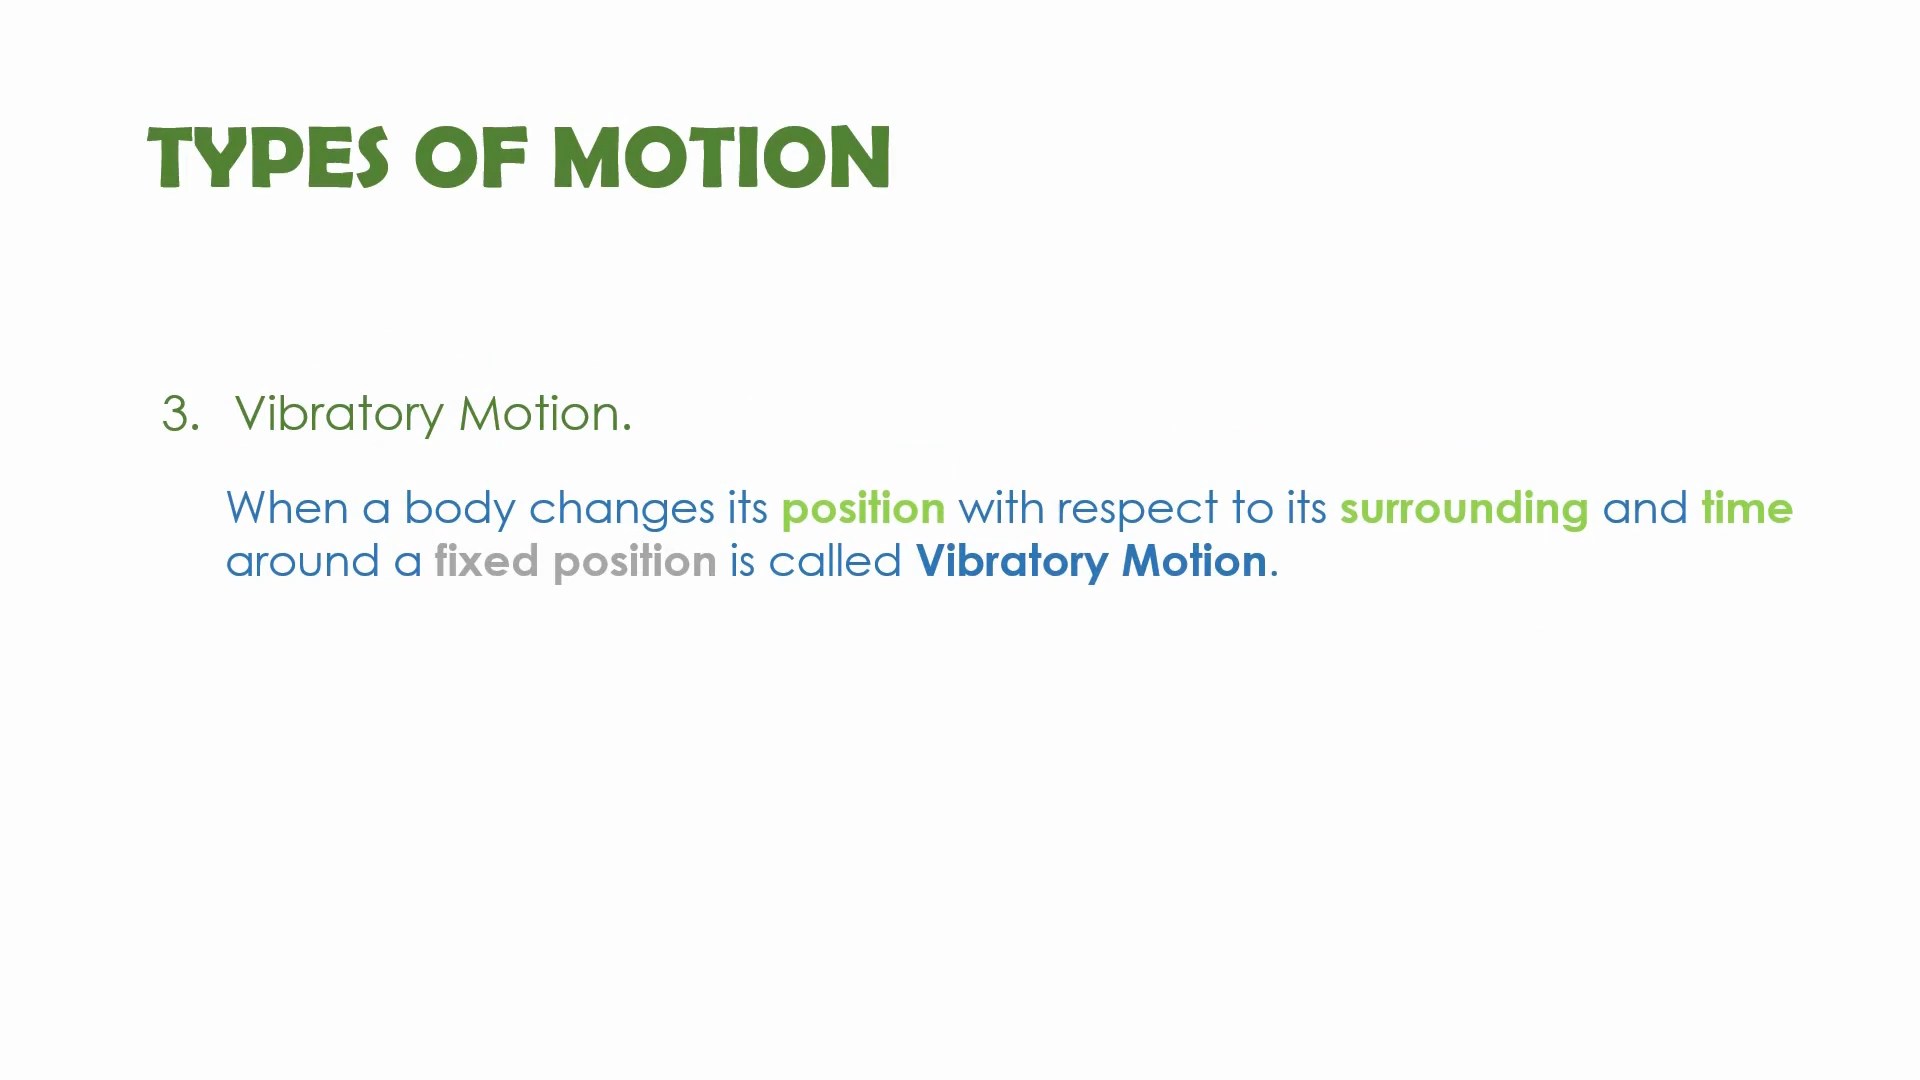 TYPES OF MOTION
3. Vibratory Motion.
When a body changes its position with respect to its surrounding and time
around a fixed position is called Vibratory Motion.